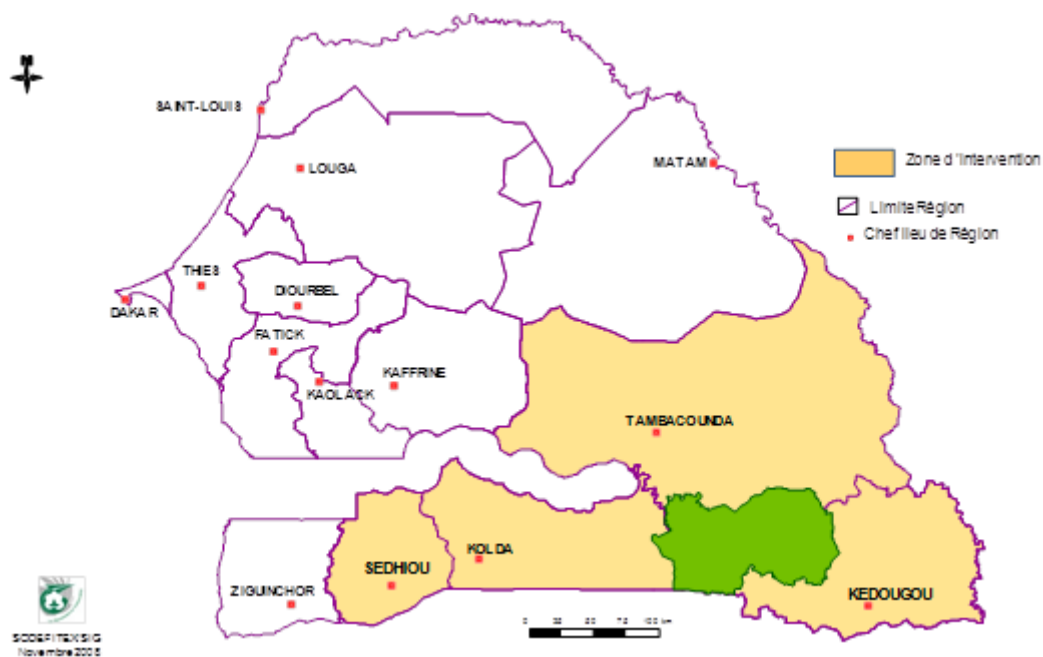 N
SAINT-LOUIS
LOUGA
MATAM
Zone d 'Intervention
Limite Région
Chef lieu de Région
THIES
DIOURBEL
DAKAR
FATICK
KAFFRINE
KAOLACK
TAMBACOUNDA
KOLDA
SEDHIOU
ZIGUINCHOR
KEDOUGOU
SODEFITEX/SIG